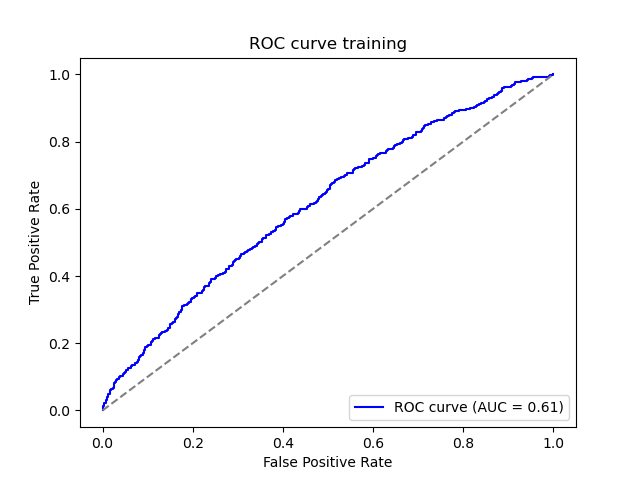 ROC curve training
True Positive Rate
1.0
0.8
0.6
0.4
0.2
0.0
ROC curve (AUC = 0.61)
0.0 0.2 0.4 0.6 0.8 1.0
False Positive Rate